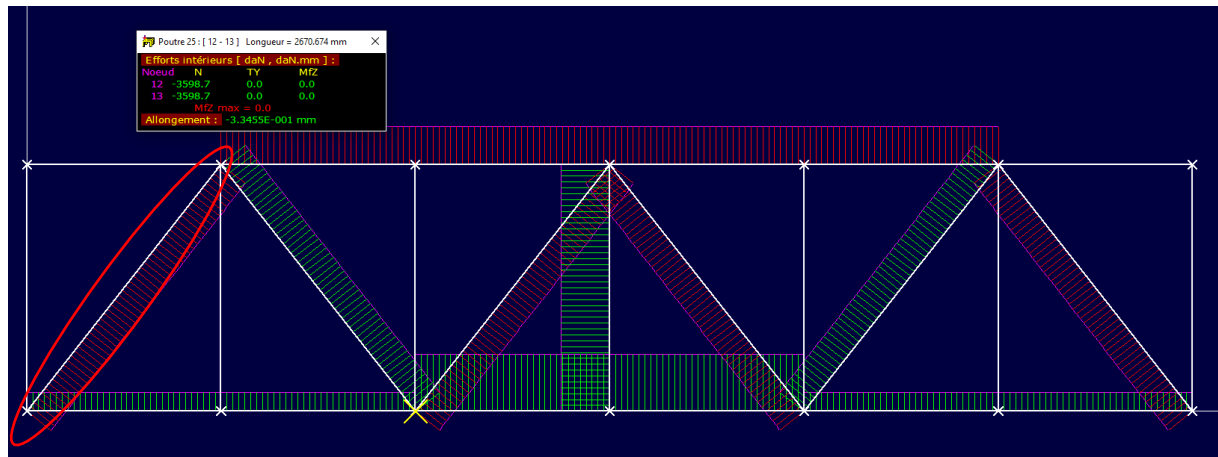 Poutre 25 : [ 12 - 13 ] Longueur = 2670.674 mm
Efforts intérieurs [ daN , daN.mm ] :
Noeud N TY MfZ
12 -3598.7 0.0 0.0
13 -3598.7 0.0 0.0
MfZ max = 0.0
Allongement : -3.3455E-001 mm